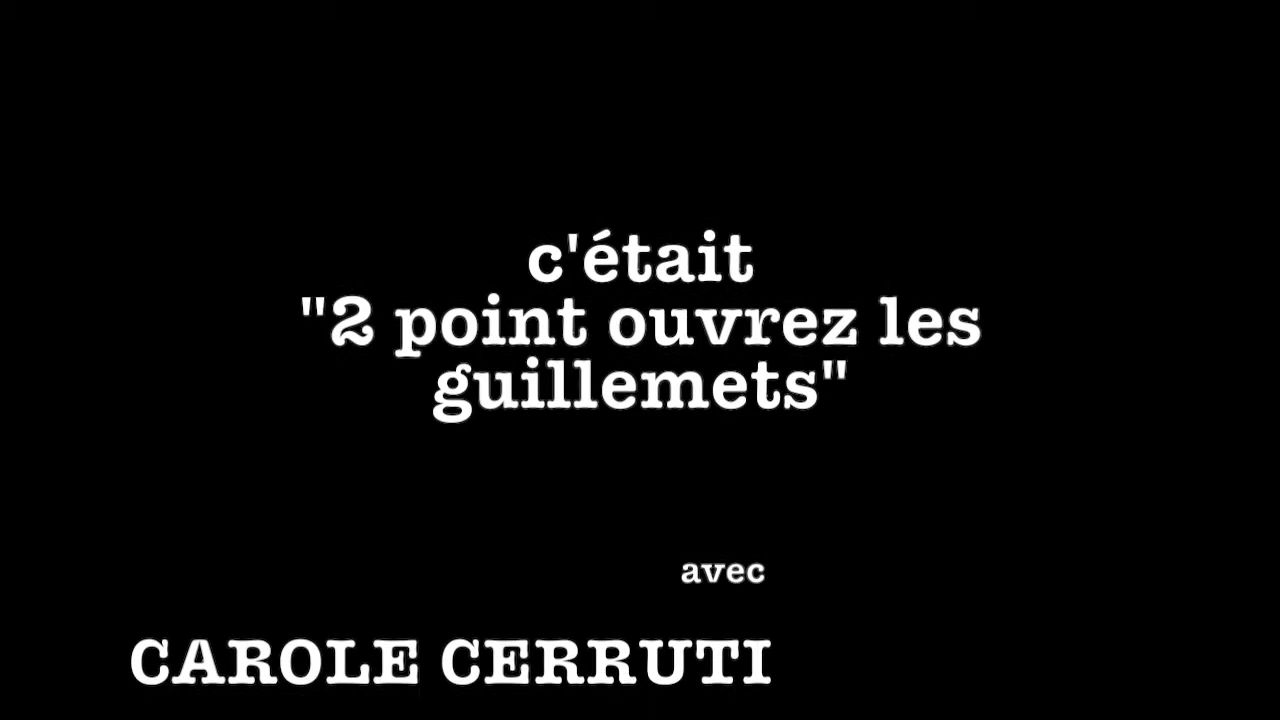 c'était
"2 point ouvrez les
guillemets"
avec
CAROLE CERRUTI